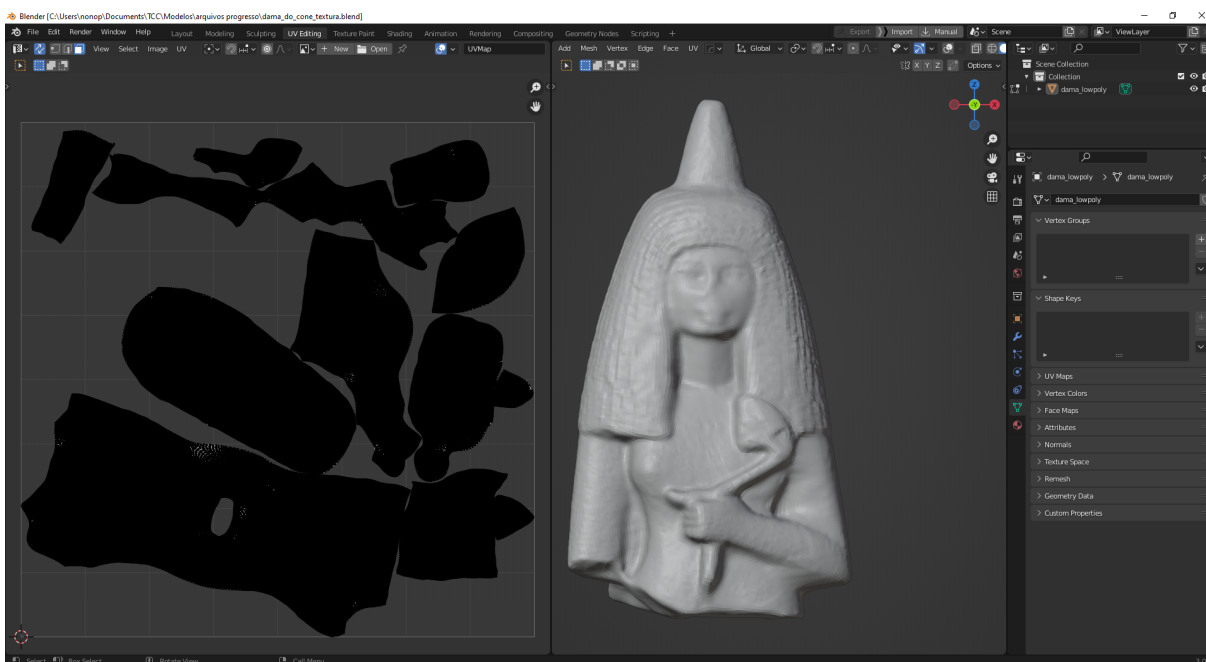 Blender [C:\Users\nonop\Documents\TCC\Modelos\arquivos progresso\dama_do_cone_textura.blend]
File Edit Render Window Help Layout Modeling Sculpting UV Editing Texture Paint Shading Animation Rendering Compositing Geometry Nodes Scripting + Export Import Manual Scene ViewLayer
View Select Image UV + New Open UVMap Add Mesh Vertex Edge Face UV Global
X Y Z Options
Scene Collection
Collection
dama_lowpoly
Z
Y
X
dama_lowpoly > dama_lowpoly
dama_lowpoly
Vertex Groups
Shape Keys
UV Maps
Vertex Colors
Face Maps
Attributes
Normals
Texture Space
Remesh
Geometry Data
Custom Properties
Select Box Select Rotate View Call Menu